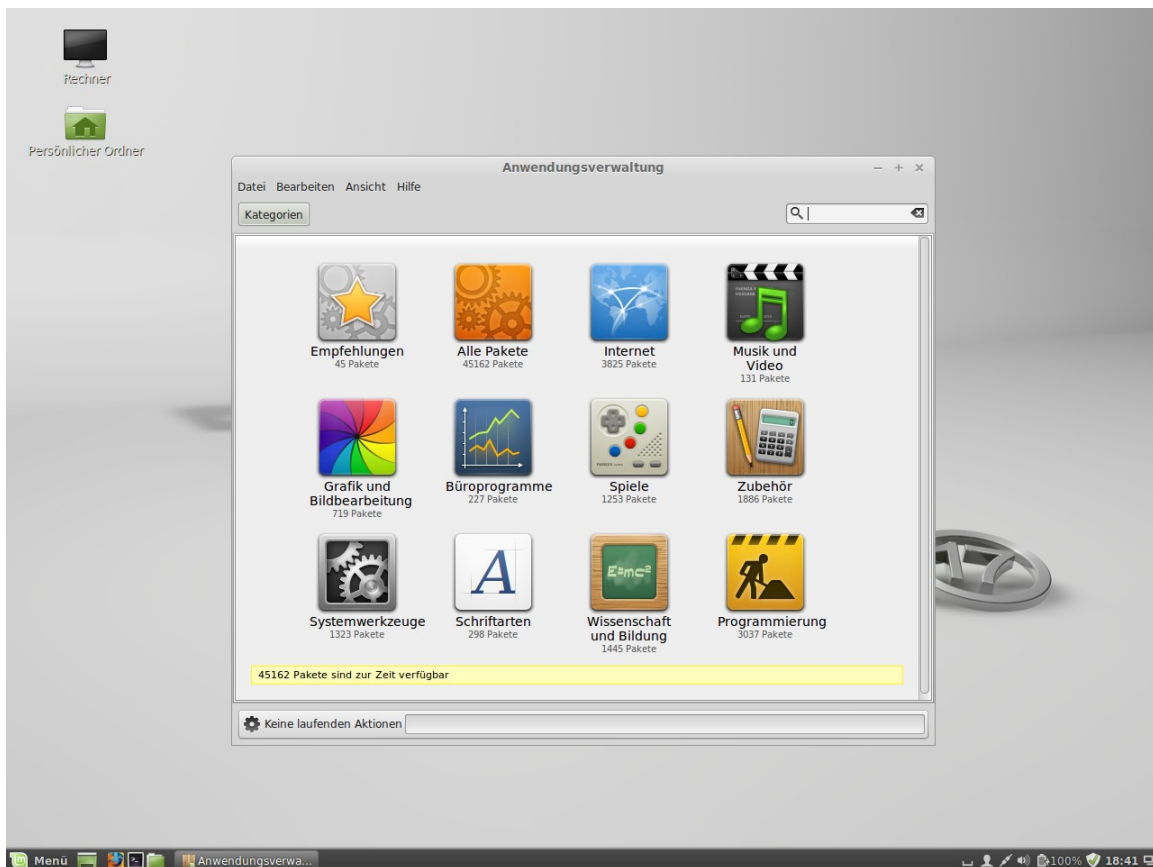 Rechner
Persönlicher Ordner
Anwendungsverwaltung
Datei Bearbeiten Ansicht Hilfe
Kategorien
Empfehlungen
45 Pakete
Alle Pakete
45162 Pakete
Internet
3825 Pakete
Musik und
Video
131 Pakete
Grafik und
Bildbearbeitung
719 Pakete
Büroprogramme
227 Pakete
Spiele
1253 Pakete
Zubehör
1886 Pakete
E=mc²
A
Systemwerkzeuge
1323 Pakete
Schriftarten
298 Pakete
Wissenschaft
und Bildung
1445 Pakete
Programmierung
3037 Pakete
17
45162 Pakete sind zur Zeit verfügbar
Keine laufenden Aktionen
Menü
Anwendungsverwa...
100%
18:41